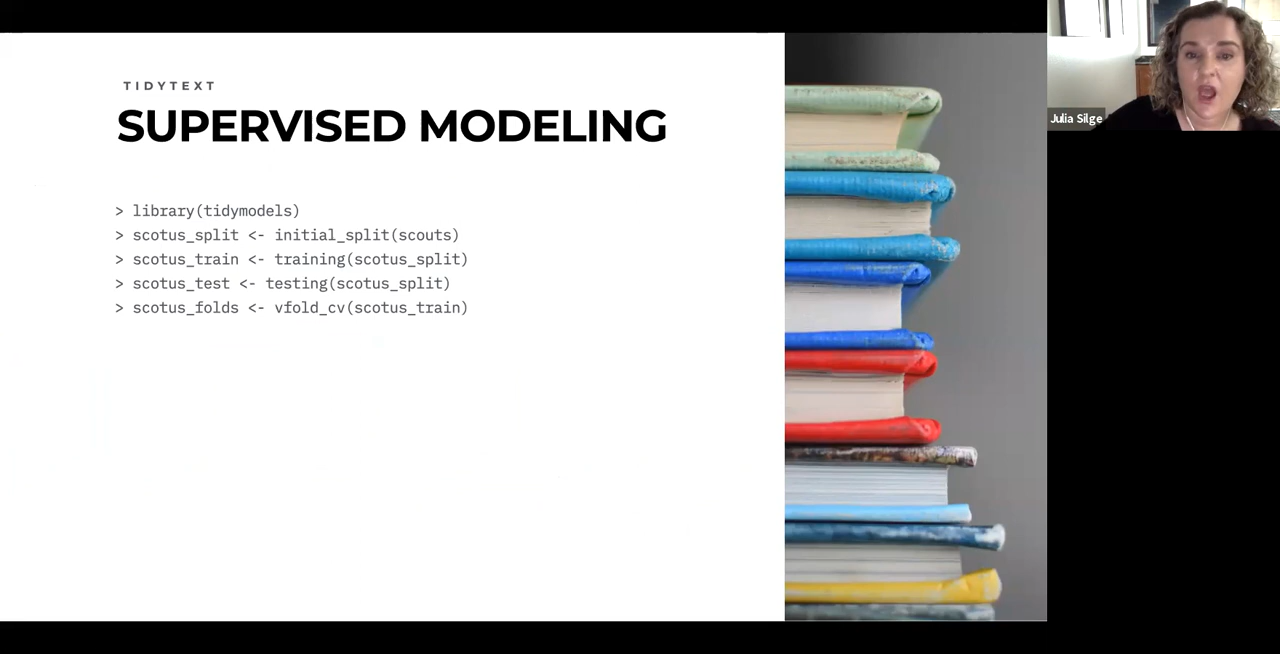 TIDYTEXT
SUPERVISED MODELING
> library(tidymodels)
> scotus_split <- initial_split(scouts)
> scotus_train <- training(scotus_split)
> scotus_test <- testing(scotus_split)
> scotus_folds <- vfold_cv(scotus_train)
Julia Silge